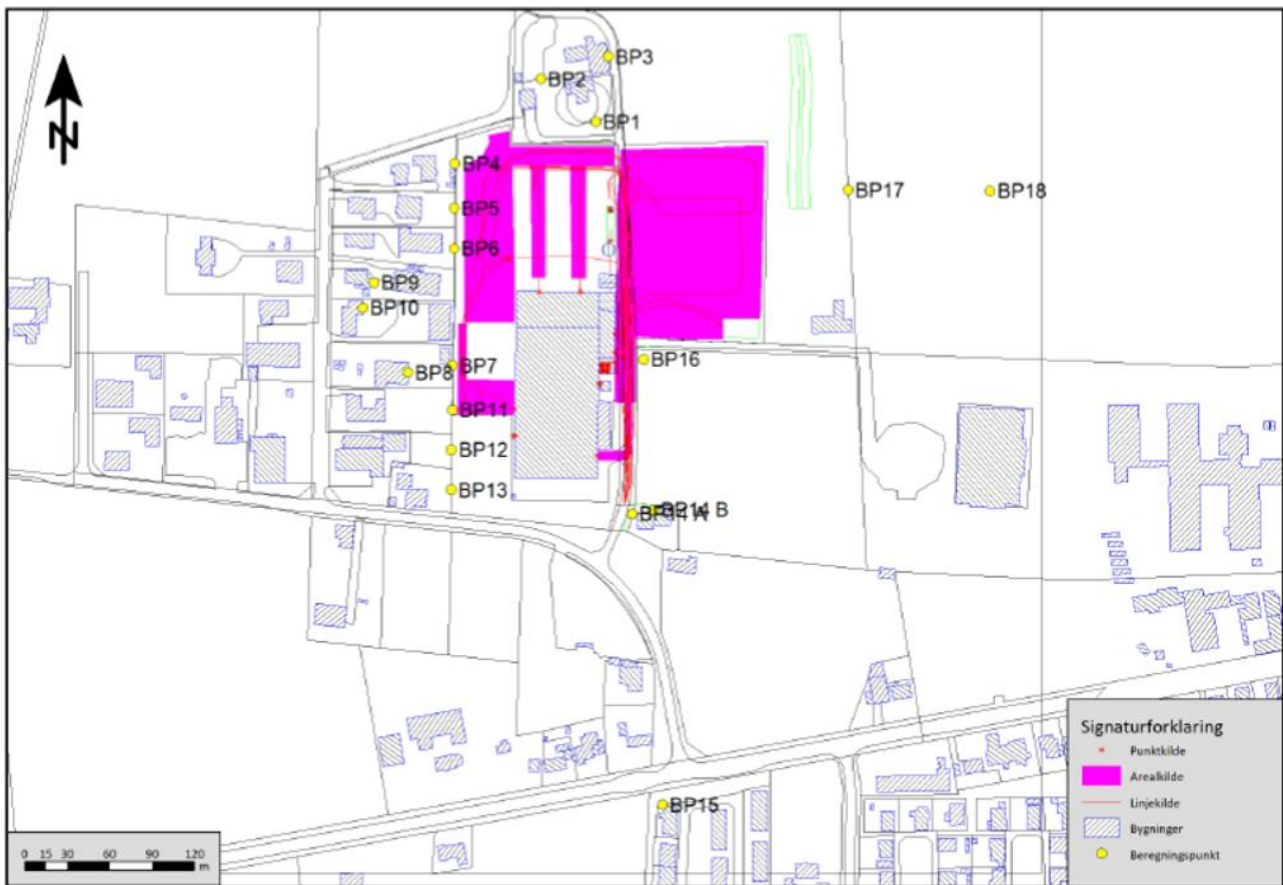 BP3
BP2
BP1
N
BP4
BP5
BP17
BP18
BP6
BP9
BP10
BP16
BP7
BP8
BP11
BP12
BP13
BP14 B
A
BP15
Signaturforklaring
Punktkilde
Arealkilde
Linjekilde
Bygninger
Beregningspunkt
0 15 30 60 90 120
m